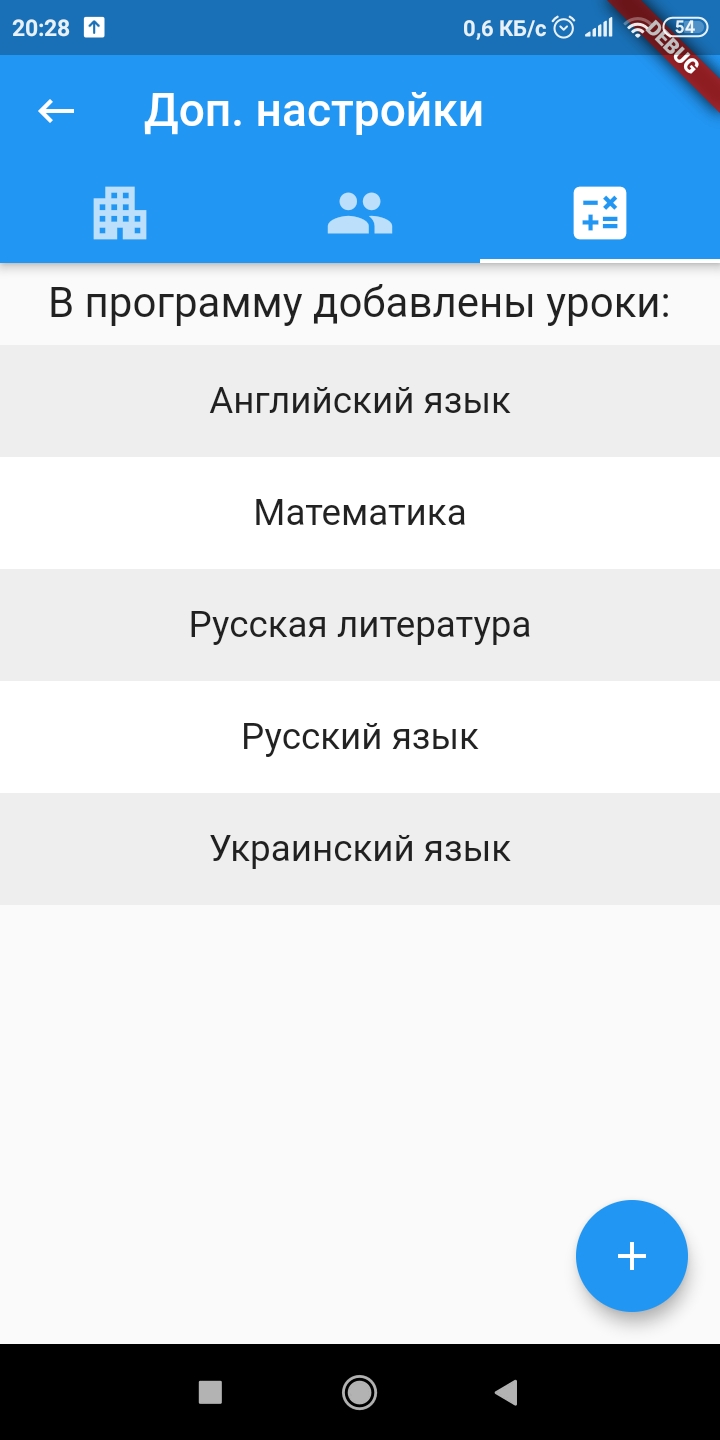 20:28 0,6 КБ/с 54
DEBUG
Доп. настройки
В программу добавлены уроки:
Английский язык
Математика
Русская литература
Русский язык
Украинский язык